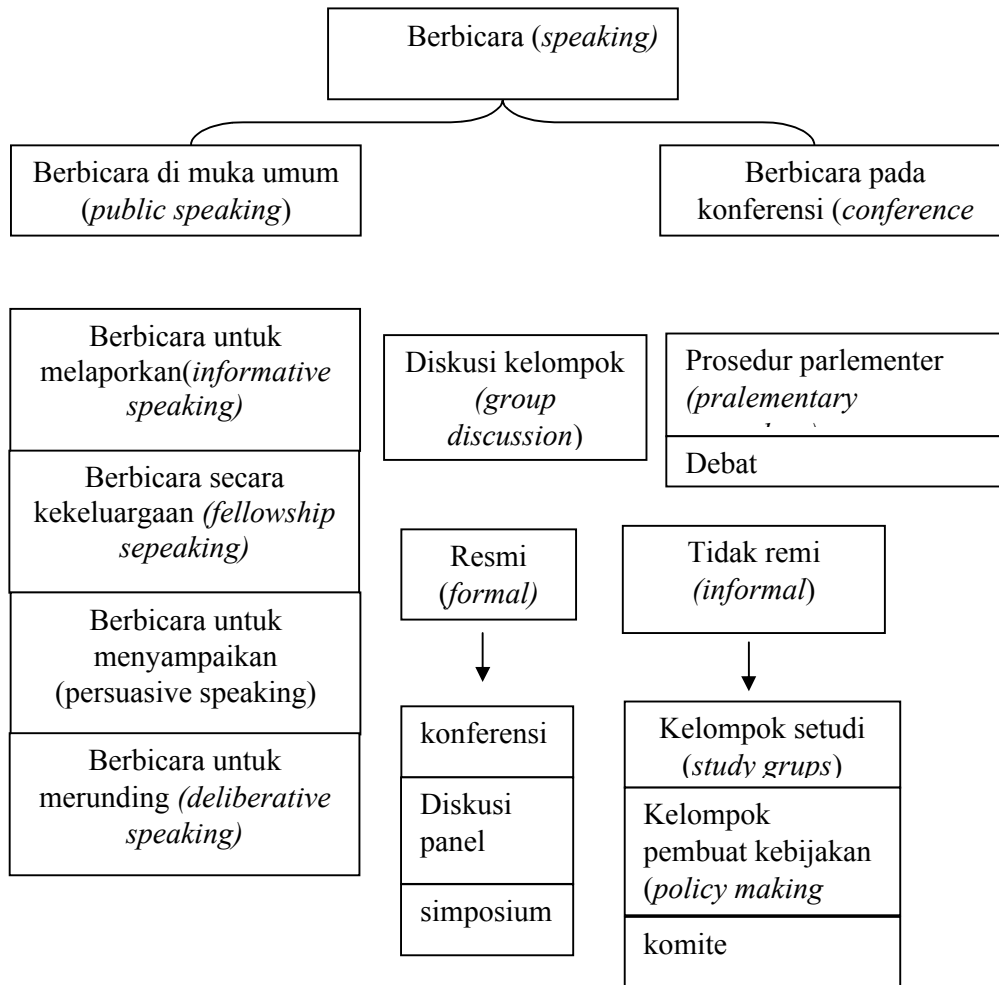 Berbicara (speaking)
Berbicara di muka umum
(public speaking)
Berbicara pada
konferensi (conference
Berbicara untuk
melaporkan(informative
speaking)
Berbicara secara
kekeluargaan (fellowship
sepeaking)
Berbicara untuk
menyampaikan
(persuasive speaking)
Berbicara untuk
merunding (deliberative
speaking)
Diskusi kelompok
(group
discussion)
Prosedur parlementer
(pralementary
Debat
Resmi
(formal)
konferensi
Diskusi
panel
simposium
Tidak remi
(informal)
Kelompok setudi
(study grups)
Kelompok
pembuat kebijakan
(policy making
komite